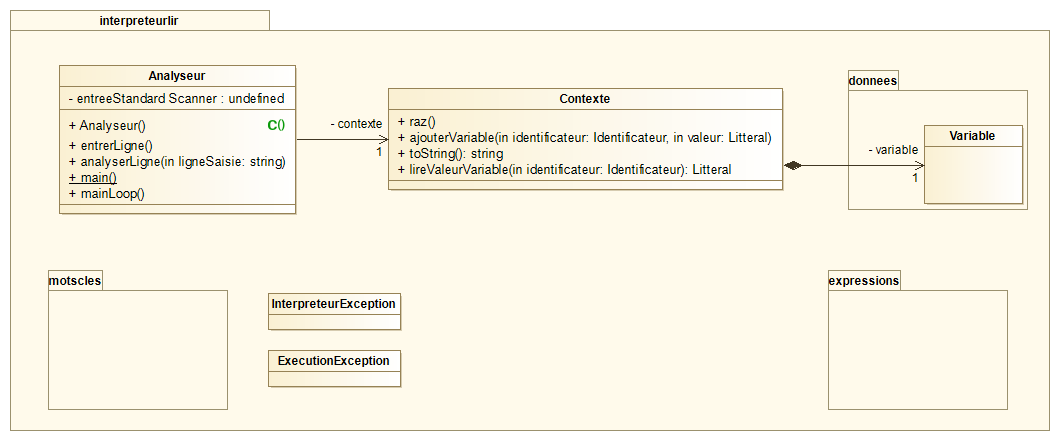 interpreteurlir
Analyseur
- entreeStandard Scanner : undefined
+ Analyseur() C()
+ entrerLigne()
+ analyserLigne(in ligneSaisie: string)
+ main()
+ mainLoop()
- contexte
1
Contexte
+ raz()
+ ajouterVariable(in identificateur: Identificateur, in valeur: Litteral)
+ toString(): string
+ lireValeurVariable(in identificateur: Identificateur): Litteral
donnees
- variable
1
Variable
motscles
InterpreteurException
ExecutionException
expressions